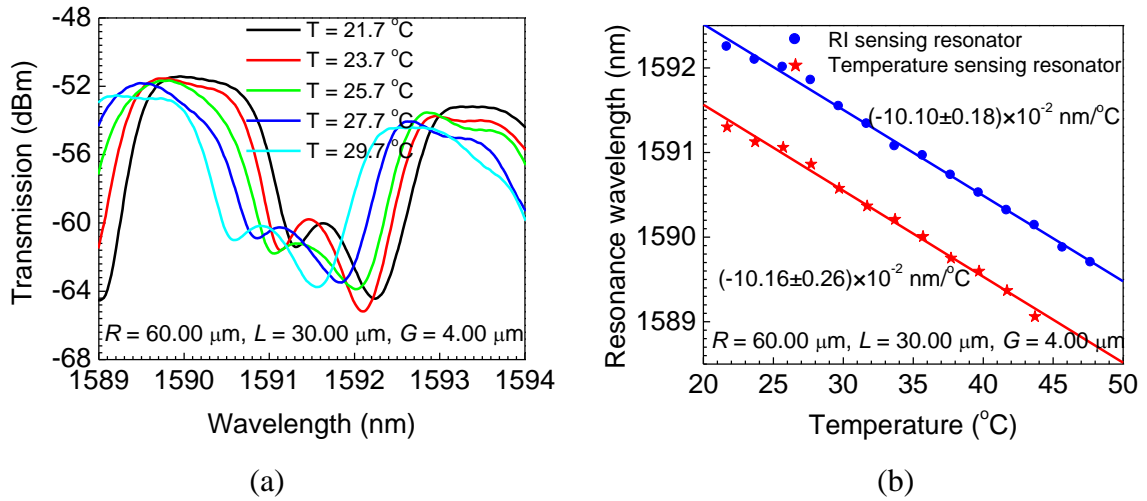 -48
-52
-56
-60
-64
-68
Transmission (dBm)
T = 21.7 °C
T = 23.7 °C
T = 25.7 °C
T = 27.7 °C
T = 29.7 °C
R = 60.00 μm, L = 30.00 μm, G = 4.00 μm
1589 1590 1591 1592 1593 1594
Wavelength (nm)
(a)
1592
1591
1590
1589
Resonance wavelength (nm)
RI sensing resonator
Temperature sensing resonator
(-10.10±0.18)×10⁻² nm/°C
(-10.16±0.26)×10⁻² nm/°C
R = 60.00 μm, L = 30.00 μm, G = 4.00 μm
20 25 30 35 40 45 50
Temperature (°C)
(b)